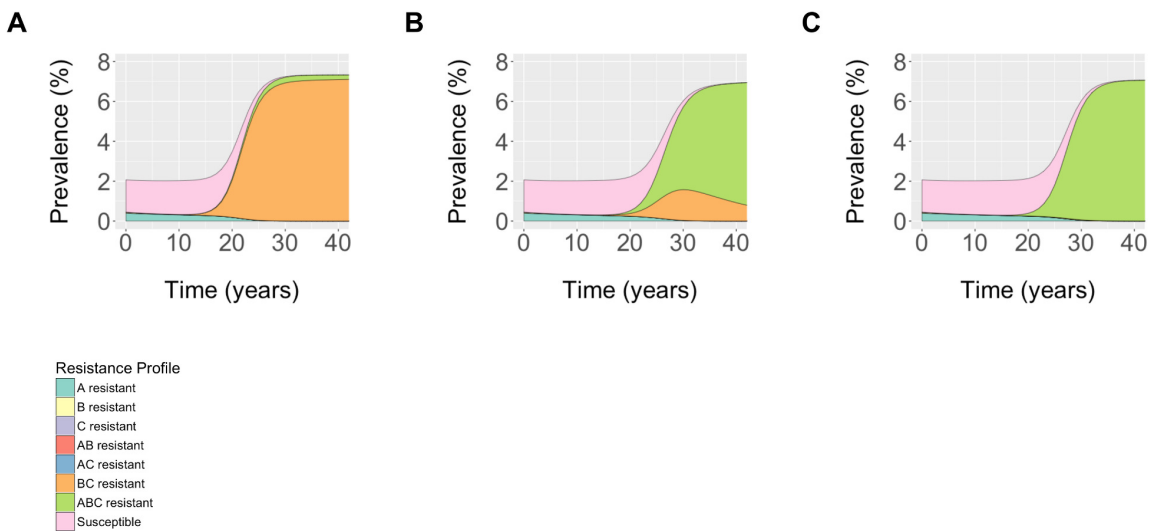 A
B
C
Prevalence (%)
8
6
4
2
0
0 10 20 30 40
Time (years)
Prevalence (%)
8
6
4
2
0
0 10 20 30 40
Time (years)
Prevalence (%)
8
6
4
2
0
0 10 20 30 40
Time (years)
Resistance Profile
A resistant
B resistant
C resistant
AB resistant
AC resistant
BC resistant
ABC resistant
Susceptible